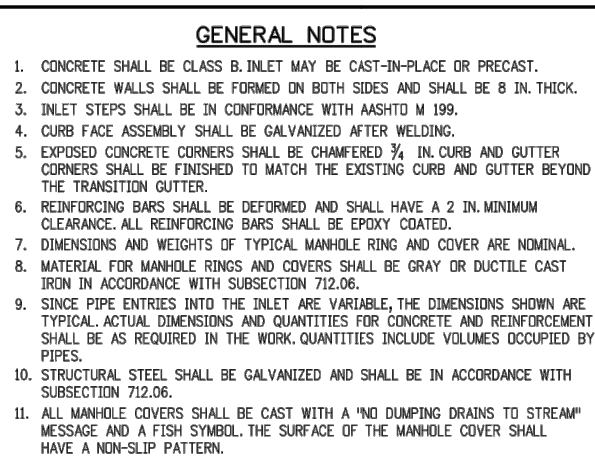 GENERAL NOTES
1. CONCRETE SHALL BE CLASS B. INLET MAY BE CAST-IN-PLACE OR PRECAST.
2. CONCRETE WALLS SHALL BE FORMED ON BOTH SIDES AND SHALL BE 8 IN. THICK.
3. INLET STEPS SHALL BE IN CONFORMANCE WITH AASHTO M 199.
4. CURB FACE ASSEMBLY SHALL BE GALVANIZED AFTER WELDING.
5. EXPOSED CONCRETE CORNERS SHALL BE CHAMFERED ¾ IN. CURB AND GUTTER
CORNERS SHALL BE FINISHED TO MATCH THE EXISTING CURB AND GUTTER BEYOND
THE TRANSITION GUTTER.
6. REINFORCING BARS SHALL BE DEFORMED AND SHALL HAVE A 2 IN. MINIMUM
CLEARANCE. ALL REINFORCING BARS SHALL BE EPOXY COATED.
7. DIMENSIONS AND WEIGHTS OF TYPICAL MANHOLE RING AND COVER ARE NOMINAL.
8. MATERIAL FOR MANHOLE RINGS AND COVERS SHALL BE GRAY OR DUCTILE CAST
IRON IN ACCORDANCE WITH SUBSECTION 712.06.
9. SINCE PIPE ENTRIES INTO THE INLET ARE VARIABLE, THE DIMENSIONS SHOWN ARE
TYPICAL. ACTUAL DIMENSIONS AND QUANTITIES FOR CONCRETE AND REINFORCEMENT
SHALL BE AS REQUIRED IN THE WORK. QUANTITIES INCLUDE VOLUMES OCCUPIED BY
PIPES.
10. STRUCTURAL STEEL SHALL BE GALVANIZED AND SHALL BE IN ACCORDANCE WITH
SUBSECTION 712.06.
11. ALL MANHOLE COVERS SHALL BE CAST WITH A "NO DUMPING DRAINS TO STREAM"
MESSAGE AND A FISH SYMBOL. THE SURFACE OF THE MANHOLE COVER SHALL
HAVE A NON-SLIP PATTERN.